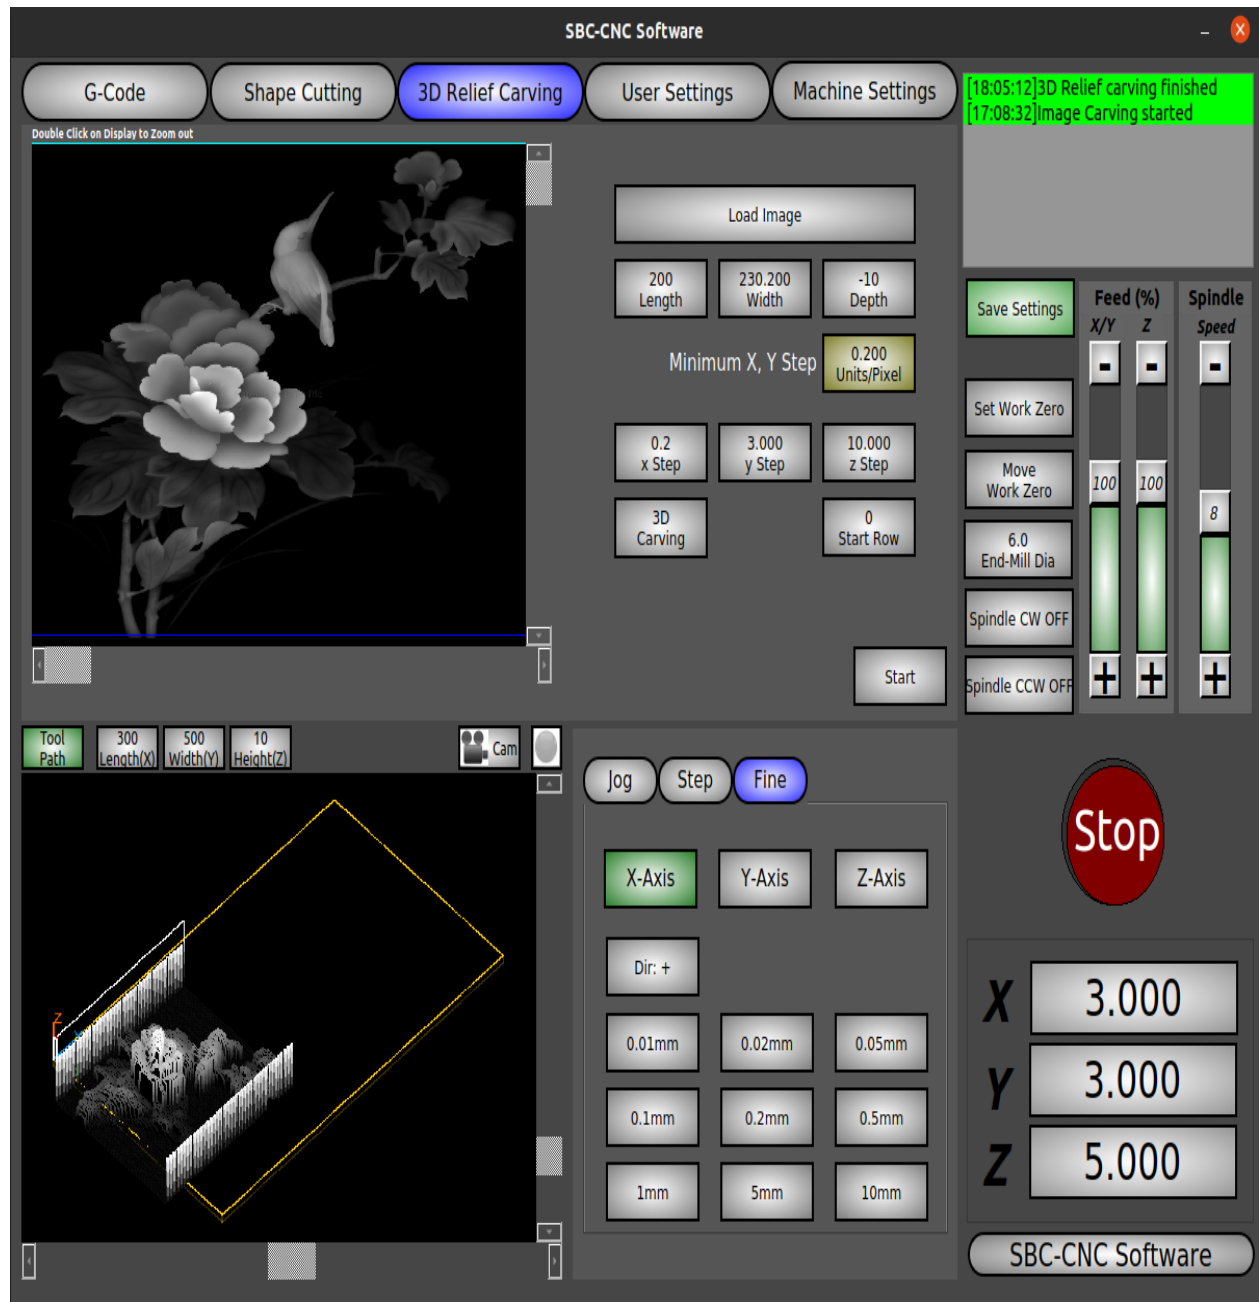 SBC-CNC Software
G-Code
Shape Cutting
3D Relief Carving
User Settings
Machine Settings
[18:05:12]3D Relief carving finished
[17:08:32]Image Carving started
Double Click on Display to Zoom out
Load Image
200
Length
230.200
Width
-10
Depth
Minimum X, Y Step
0.200
Units/Pixel
0.2
x Step
3.000
y Step
10.000
z Step
3D
Carving
0
Start Row
Start
Save Settings
Set Work Zero
Move
Work Zero
6.0
End-Mill Dia
Spindle CW OFF
Spindle CCW OFF
Feed (%)
X/Y
Z
-
-
100
100
+
+
Spindle
Speed
-
8
+
Tool
Path
300
Length(X)
500
Width(Y)
10
Height(Z)
Cam
Z
Jog
Step
Fine
X-Axis
Y-Axis
Z-Axis
Dir: +
0.01mm
0.02mm
0.05mm
0.1mm
0.2mm
0.5mm
1mm
5mm
10mm
Stop
X
3.000
Y
3.000
Z
5.000
SBC-CNC Software